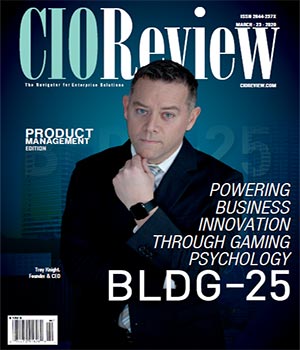 CIOReview
ISSN 2644-237X
The Navigator for Enterprise Solutions
MARCH - 23 - 2020
CIOREVIEW.COM
BLDG-25
PRODUCT
MANAGEMENT
EDITION
POWERING
BUSINESS
INNOVATION
THROUGH GAMING
PSYCHOLOGY
BLDG-25
Troy Knight,
Founder & CEO